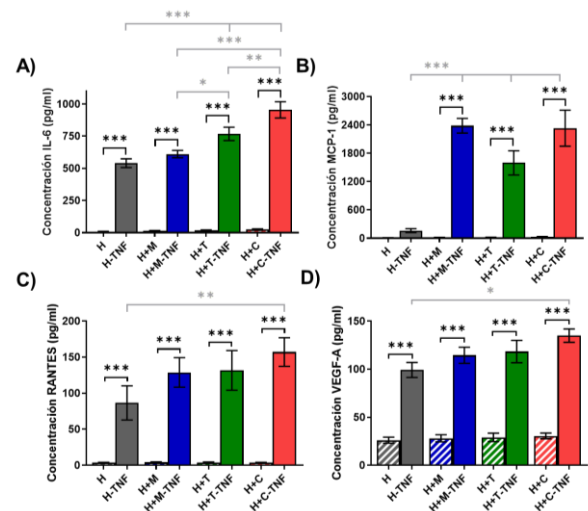 ***
***
**
*
***
***
***
***
A)
Concentración IL-6 (pg/ml)
1000
750
500
250
0
H
H-TNF
H+M
H+M-TNF
H+T
H+T-TNF
H+C
H+C-TNF
***
***
***
***
B)
Concentración MCP-1 (pg/ml)
3000
2400
1800
1200
600
0
H
H-TNF
H+M
H+M-TNF
H+T
H+T-TNF
H+C
H+C-TNF
**
***
***
***
***
C)
Concentración RANTES (pg/ml)
200
150
100
50
0
H
H-TNF
H+M
H+M-TNF
H+T
H+T-TNF
H+C
H+C-TNF
*
***
***
***
***
D)
Concentración VEGF-A (pg/ml)
150
100
50
0
H
H-TNF
H+M
H+M-TNF
H+T
H+T-TNF
H+C
H+C-TNF